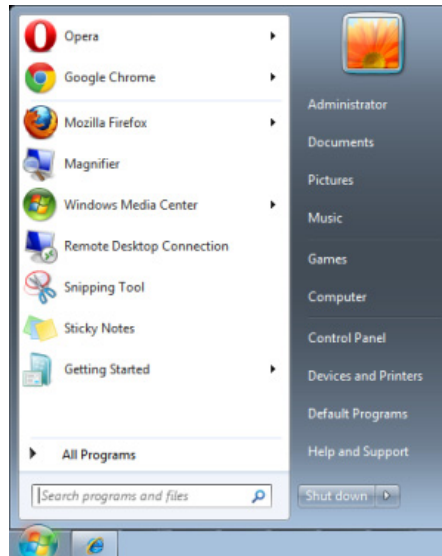 Opera
Google Chrome
Mozilla Firefox
Magnifier
Windows Media Center
Remote Desktop Connection
Snipping Tool
Sticky Notes
Getting Started
All Programs
Search programs and files
Administrator
Documents
Pictures
Music
Games
Computer
Control Panel
Devices and Printers
Default Programs
Help and Support
Shut down